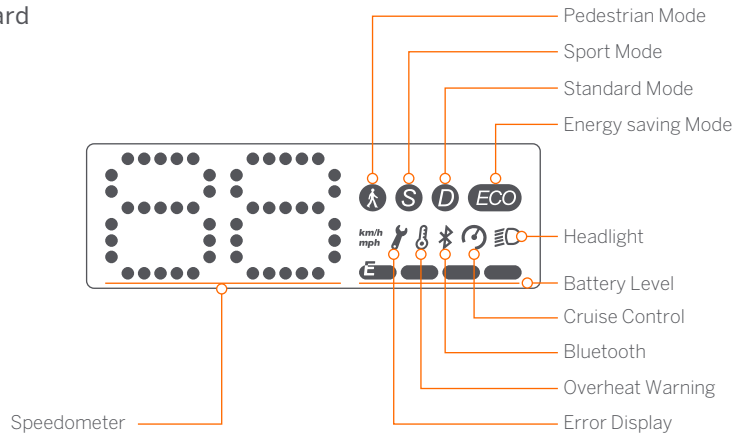 ard
Pedestrian Mode
Sport Mode
Standard Mode
Energy saving Mode
S D ECO
km/h
mph
Headlight
E
Battery Level
Cruise Control
Bluetooth
Overheat Warning
Speedometer
Error Display